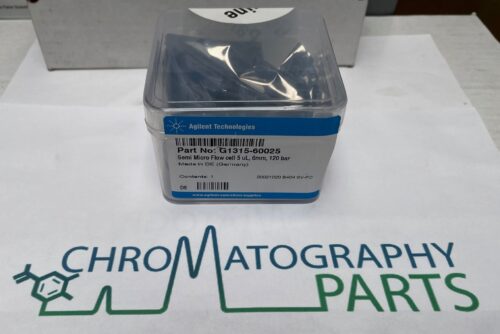 ine
Agilent Technologies
Part No: G1315-60025
Semi Micro Flow cell 5 uL, 6mm, 120 bar
Made in DE (Germany)
Contents: 1
CHROMATOGRAPHY
PARTS